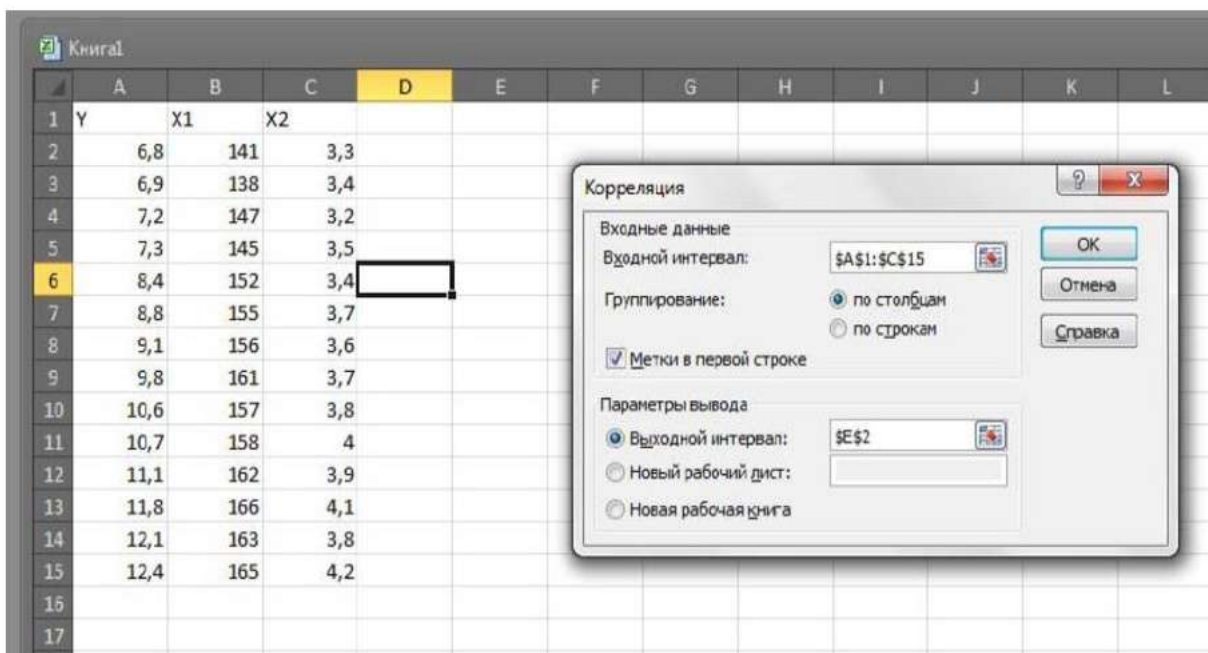 Книга1
A B C D E F G H I J K L
1 Y X1 X2
2 6,8 141 3,3
3 6,9 138 3,4
4 7,2 147 3,2
5 7,3 145 3,5
6 8,4 152 3,4
7 8,8 155 3,7
8 9,1 156 3,6
9 9,8 161 3,7
10 10,6 157 3,8
11 10,7 158 4
12 11,1 162 3,9
13 11,8 166 4,1
14 12,1 163 3,8
15 12,4 165 4,2
16
17
Корреляция
Входные данные
Входной интервал: $A$1:$C$15
Группирование: по столбцам
по строкам
Метки в первой строке
Параметры вывода
Выходной интервал: $E$2
Новый рабочий лист:
Новая рабочая книга
?
X
OK
Отмена
Справка